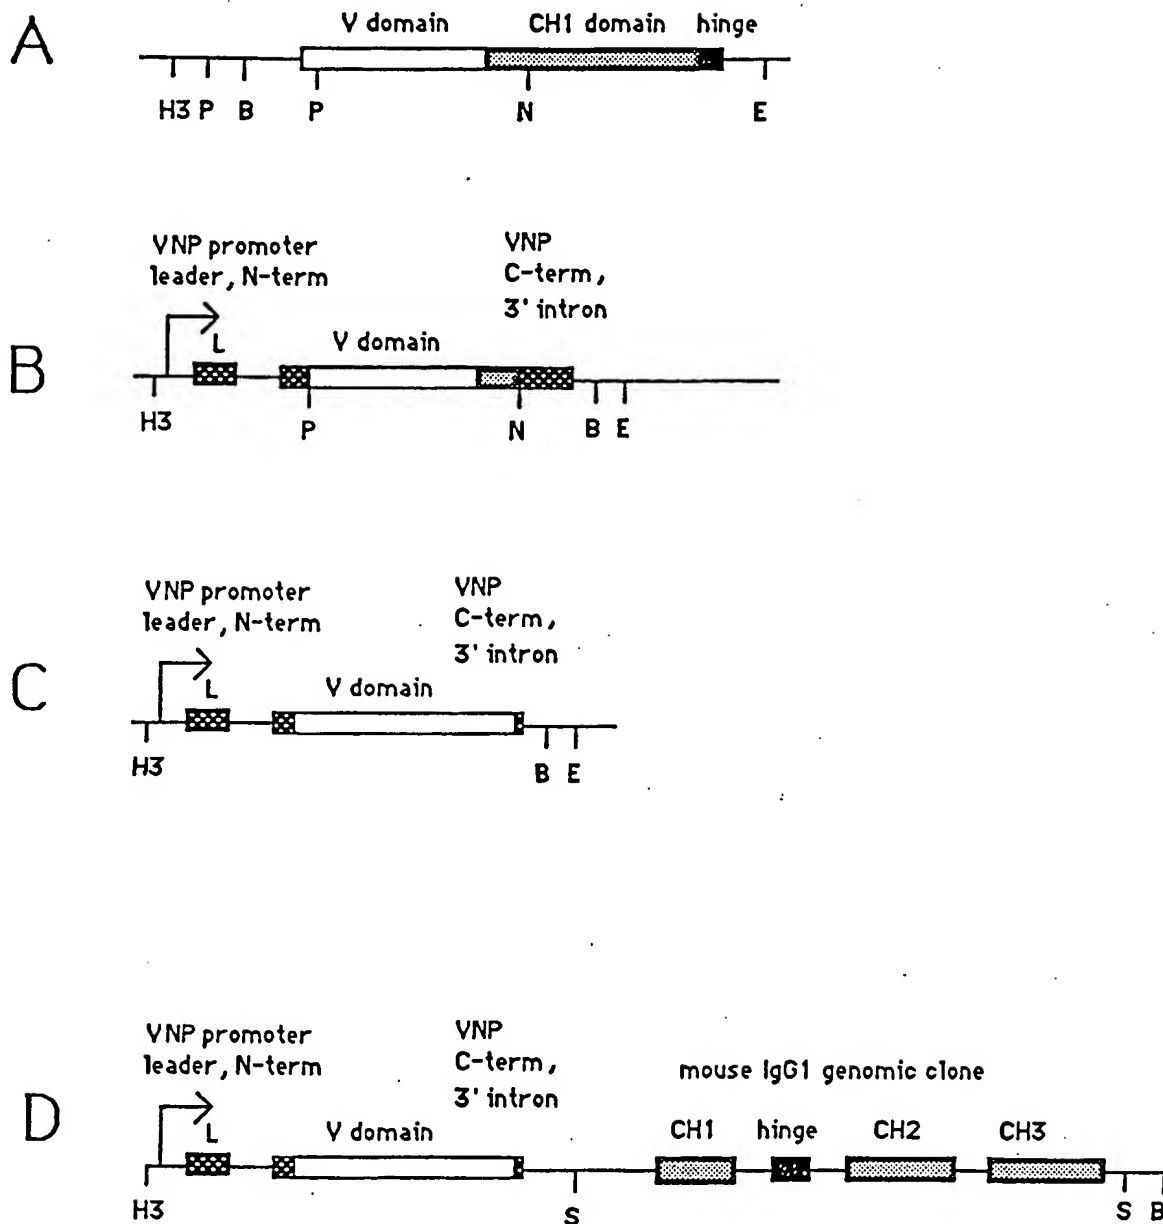 A
V domain CH1 domain hinge
H3 P B P N E
VNP promoter
leader, N-term
VNP
C-term,
3' intron
L
V domain
B
H3 P N B E
VNP promoter
leader, N-term
VNP
C-term,
3' intron
L
V domain
C
H3 B E
VNP promoter
leader, N-term
VNP
C-term,
3' intron
mouse IgG1 genomic clone
L
V domain
CH1 hinge CH2 CH3
D
H3 S S B